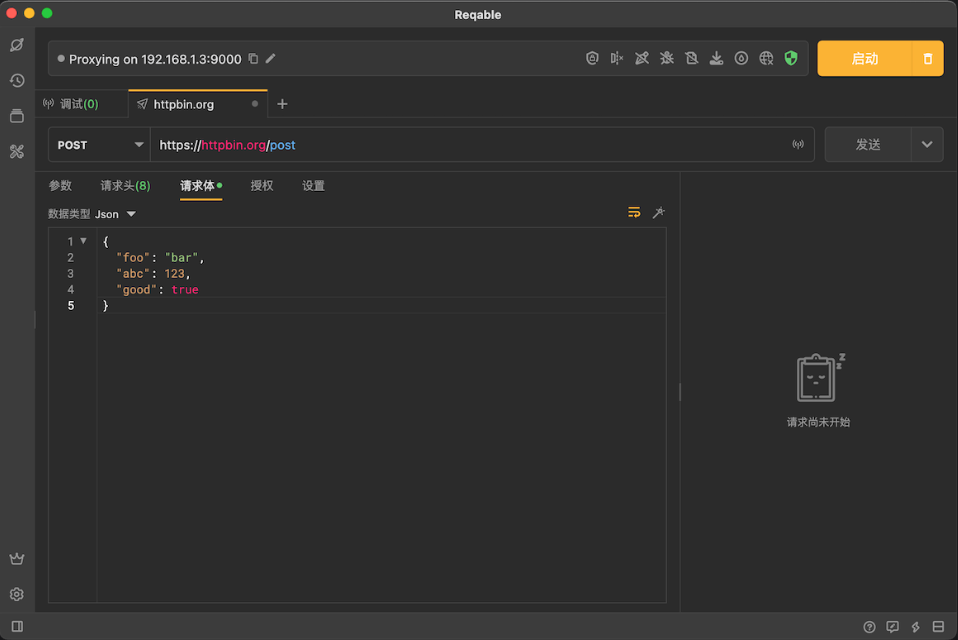 Reqable
Proxying on 192.168.1.3:9000
启动
调试(0)
httpbin.org
POST
https://httpbin.org/post
发送
参数
请求头(8)
请求体
授权
设置
数据类型 Json
1 {
2 "foo": "bar",
3 "abc": 123,
4 "good": true
5 }
z
z
请求尚未开始